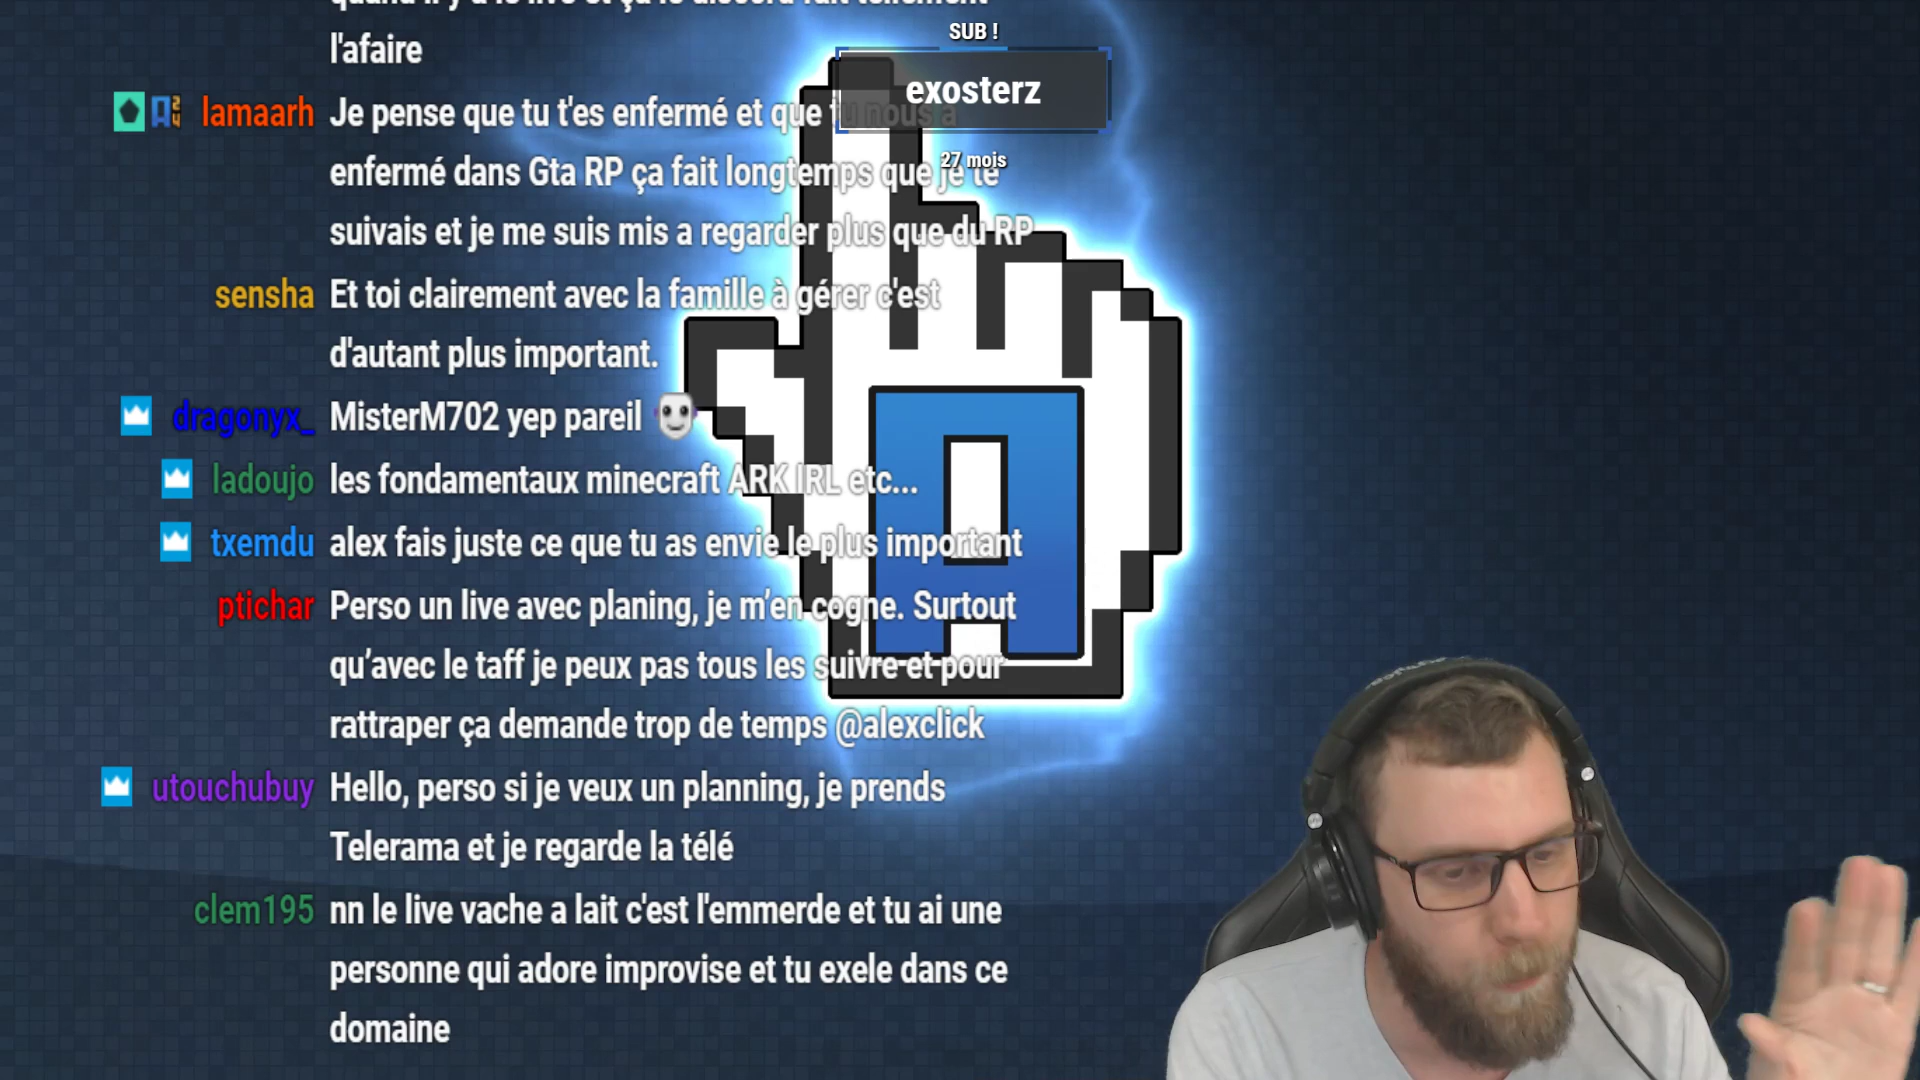 l'afaire
SUB !
exosterz
27 mois
lamaarh Je pense que tu t'es enfermé et que tu nous a
enfermé dans Gta RP ça fait longtemps que je te
suivais et je me suis mis a regarder plus que du RP
sensha Et toi clairement avec la famille à gérer c'est
d'autant plus important.
dragonyx_ MisterM702 yep pareil
ladoujo les fondamentaux minecraft ARK IRL etc...
txemdu alex fais juste ce que tu as envie le plus important
ptichar Perso un live avec planing, je m’en cogne. Surtout
qu’avec le taff je peux pas tous les suivre et pour
rattraper ça demande trop de temps @alexclick
utouchubuy Hello, perso si je veux un planning, je prends
Telerama et je regarde la télé
clem195 nn le live vache a lait c'est l'emmerde et tu ai une
personne qui adore improvise et tu exele dans ce
domaine
A